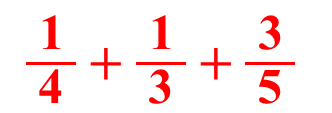 1/4 + 1/3 + 3/5